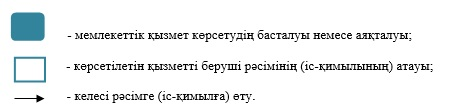 - мемлекеттік қызмет көрсетудің басталуы немесе аяқталуы;
- көрсетілетін қызметті беруші рәсімінің (іс-қимылының) атауы;
- келесі рәсімге (іс-қимылға) өту.